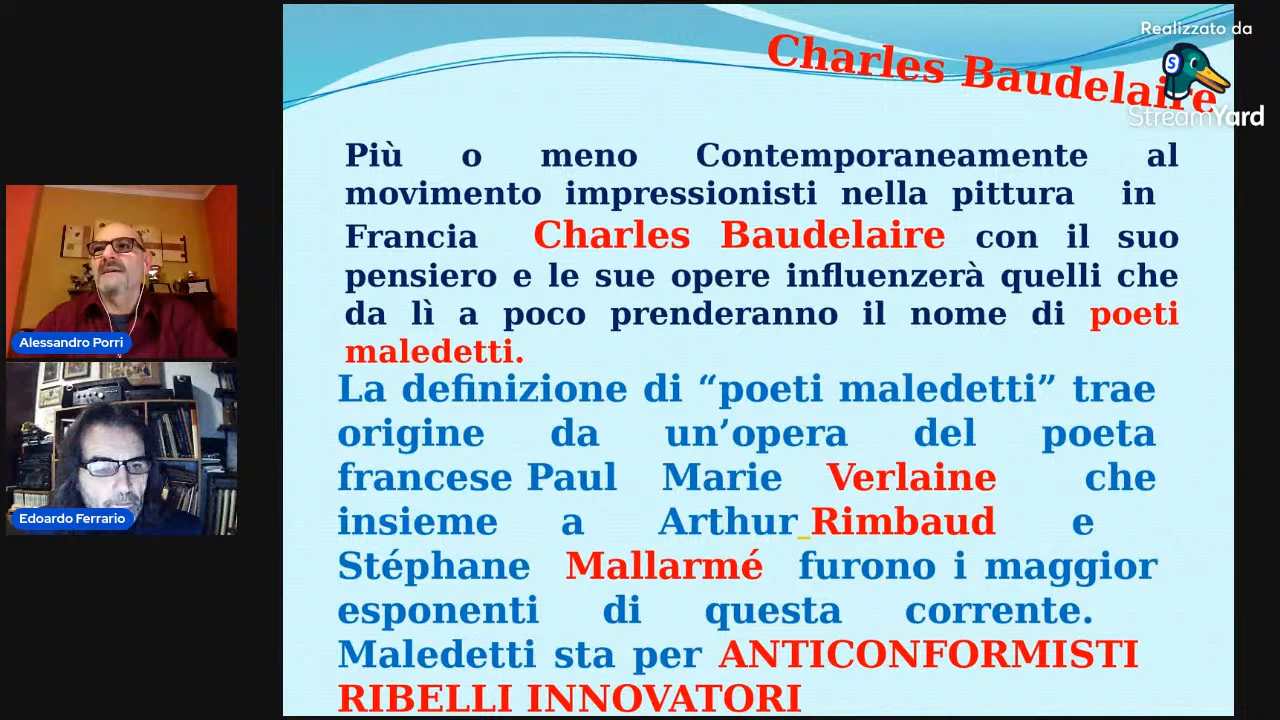 Realizzato da
StreamYard
Charles Baudelaire
Più o meno Contemporaneamente al
movimento impressionisti nella pittura in
Francia Charles Baudelaire con il suo
pensiero e le sue opere influenzerà quelli che
da lì a poco prenderanno il nome di poeti
maledetti.
La definizione di “poeti maledetti” trae
origine da un’opera del poeta
francese Paul Marie Verlaine che
insieme a Arthur Rimbaud e
Stéphane Mallarmé furono i maggior
esponenti di questa corrente.
Maledetti sta per ANTICONFORMISTI
RIBELLI INNOVATORI
Alessandro Porri
Edoardo Ferrario